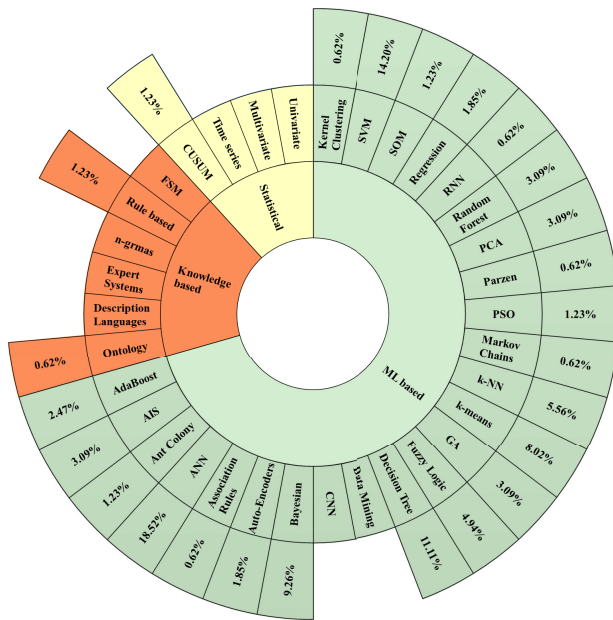 0.62%
14.20%
1.23%
1.85%
0.62%
3.09%
3.09%
0.62%
1.23%
0.62%
5.56%
8.02%
3.09%
4.94%
11.11%
9.26%
1.85%
0.62%
18.52%
1.23%
3.09%
2.47%
0.62%
1.23%
1.23%
Kernel
Clustering
SVM
SOM
Regression
RNN
Random
Forest
PCA
Parzen
PSO
Markov
Chains
k-NN
k-means
GA
Fuzzy Logic
Decision Tree
Data Mining
CNN
Bayesian
Auto-Encoders
Association
Rules
ANN
Ant Colony
AIS
AdaBoost
Ontology
Description
Languages
Expert
Systems
n-grmas
Rule based
FSM
CUSUM
Time series
Multivariate
Univariate
Statistical
Knowledge
based
ML based